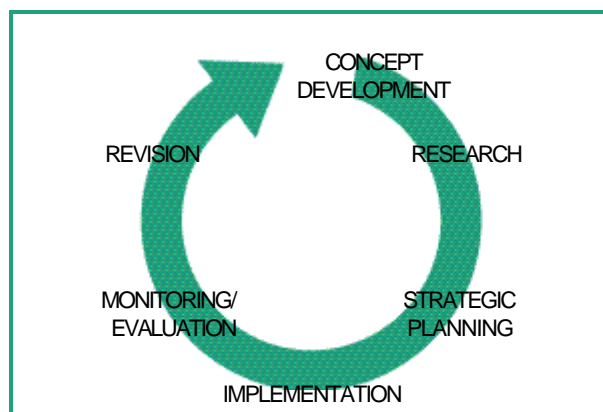 CONCEPT
DEVELOPMENT
RESEARCH
STRATEGIC
PLANNING
IMPLEMENTATION
MONITORING/
EVALUATION
REVISION